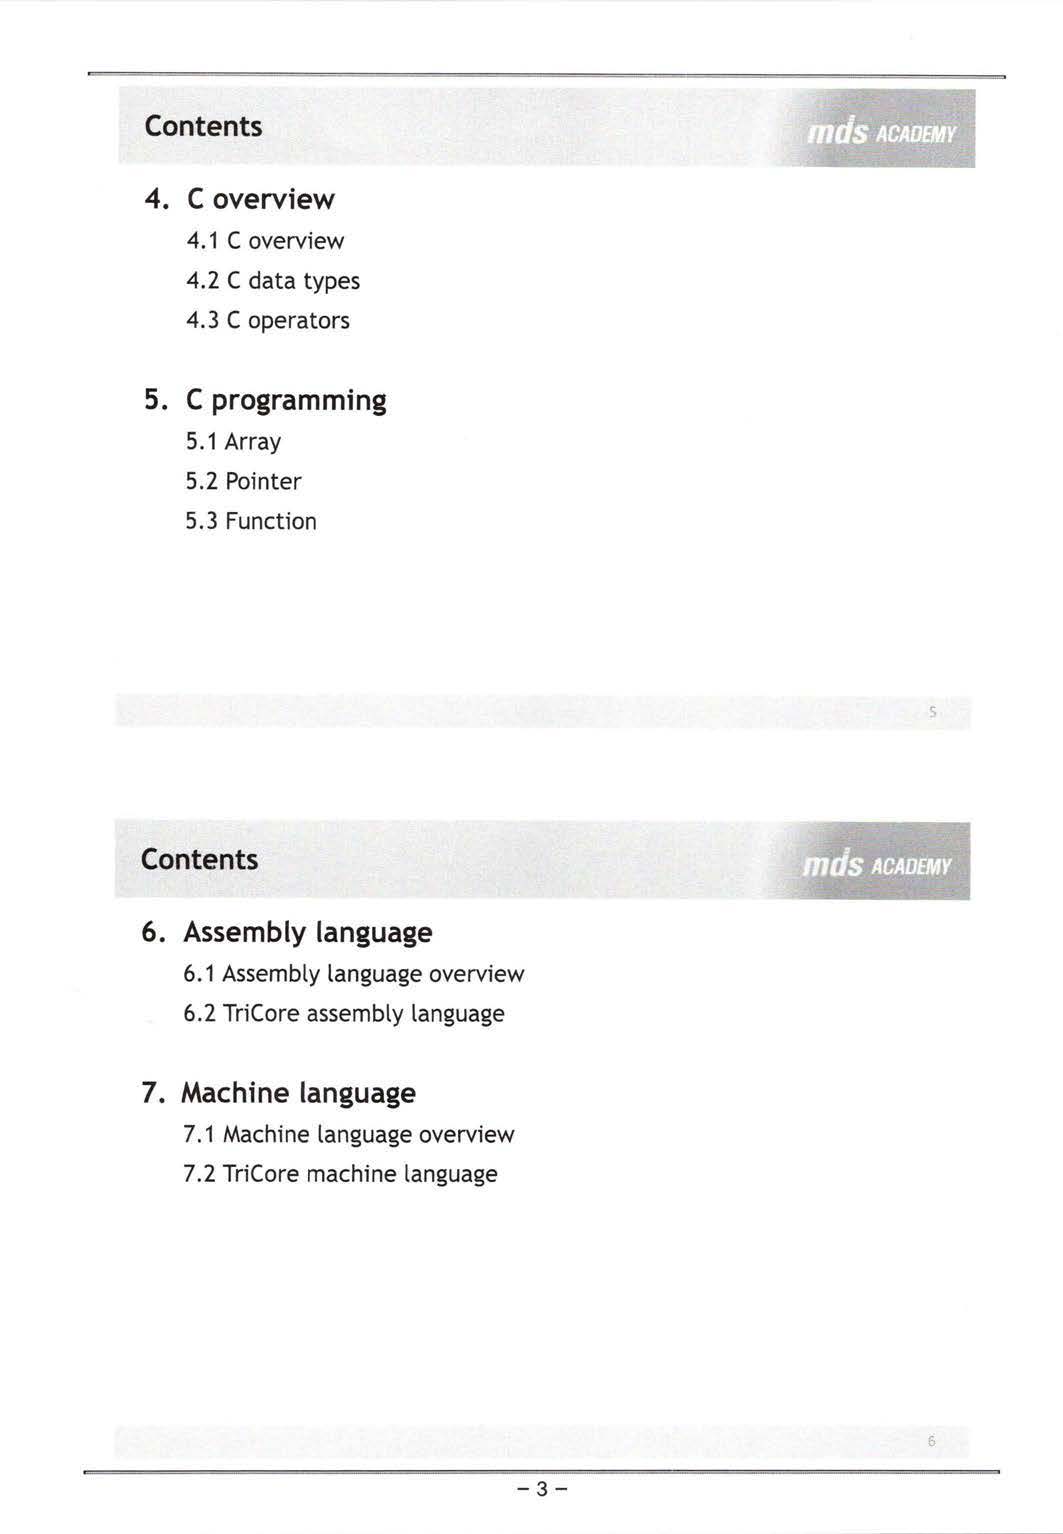 Contents
mds ACADEMY
4. C overview
4.1 C overview
4.2 C data types
4.3 C operators
5. C programming
5.1 Array
5.2 Pointer
5.3 Function
5
Contents
mds ACADEMY
6. Assembly language
6.1 Assembly language overview
6.2 TriCore assembly language
7. Machine language
7.1 Machine language overview
7.2 TriCore machine language
6
- 3 -